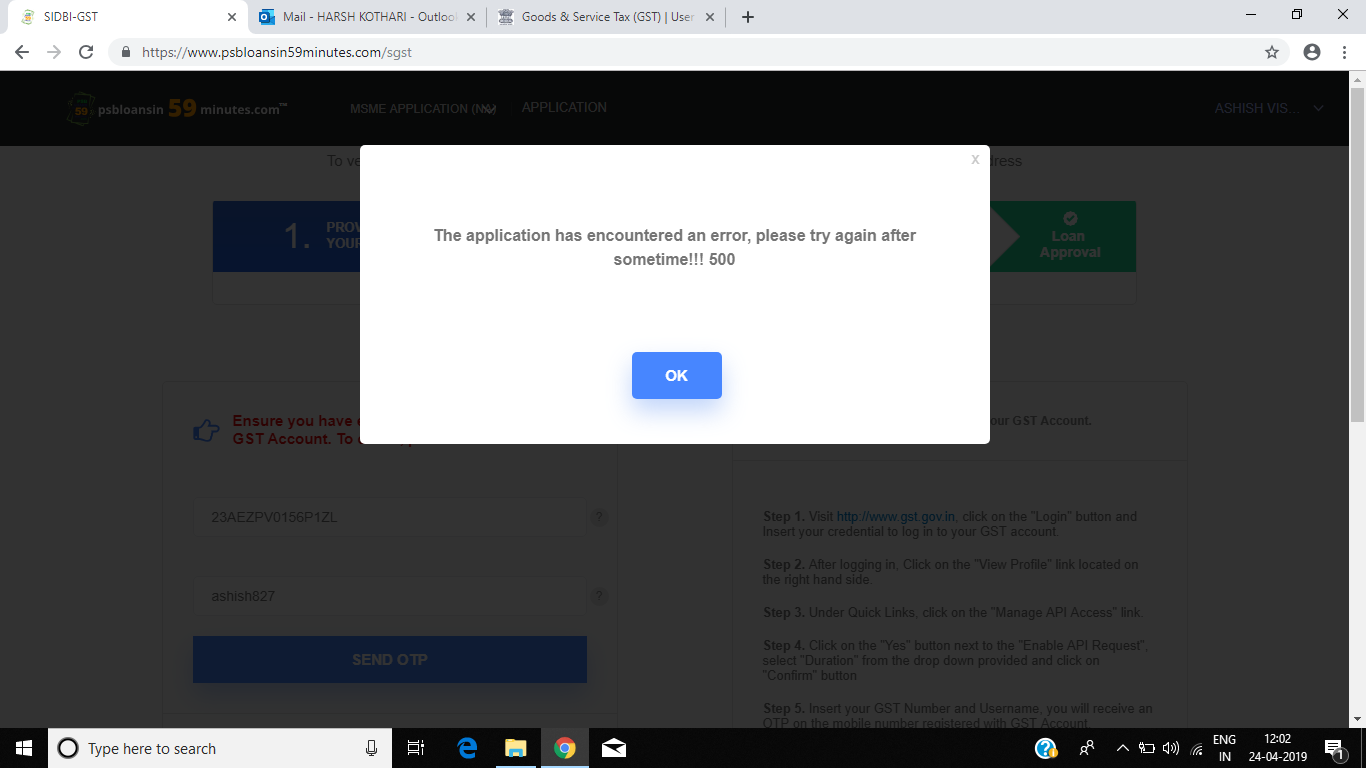 SIDBI-GST
Mail - HARSH KOTHARI - Outlook
Goods & Service Tax (GST) | User
https://www.psbloansin59minutes.com/sgst
59 psbloansin 59 minutes.com™
MSME APPLICATION
APPLICATION
ASHISH VIS...
To
dress
x
1. PROV
YOUR
Loan
Approval
The application has encountered an error, please try again after
sometime!!! 500
OK
Ensure you have
GST Account. To
our GST Account.
23AEZPV0156P1ZL
?
ashish827
?
SEND OTP
Step 1. Visit http://www.gst.gov.in, click on the "Login" button and
Insert your credential to log in to your GST account.
Step 2. After logging in, Click on the "View Profile" link located on
the right hand side.
Step 3. Under Quick Links, click on the "Manage API Access" link.
Step 4. Click on the "Yes" button next to the "Enable API Request",
select "Duration" from the drop down provided and click on
"Confirm" button
Step 5. Insert your GST Number and Username, you will receive an
OTP on the mobile number registered with GST Account.
Type here to search
ENG
IN
12:02
24-04-2019
1